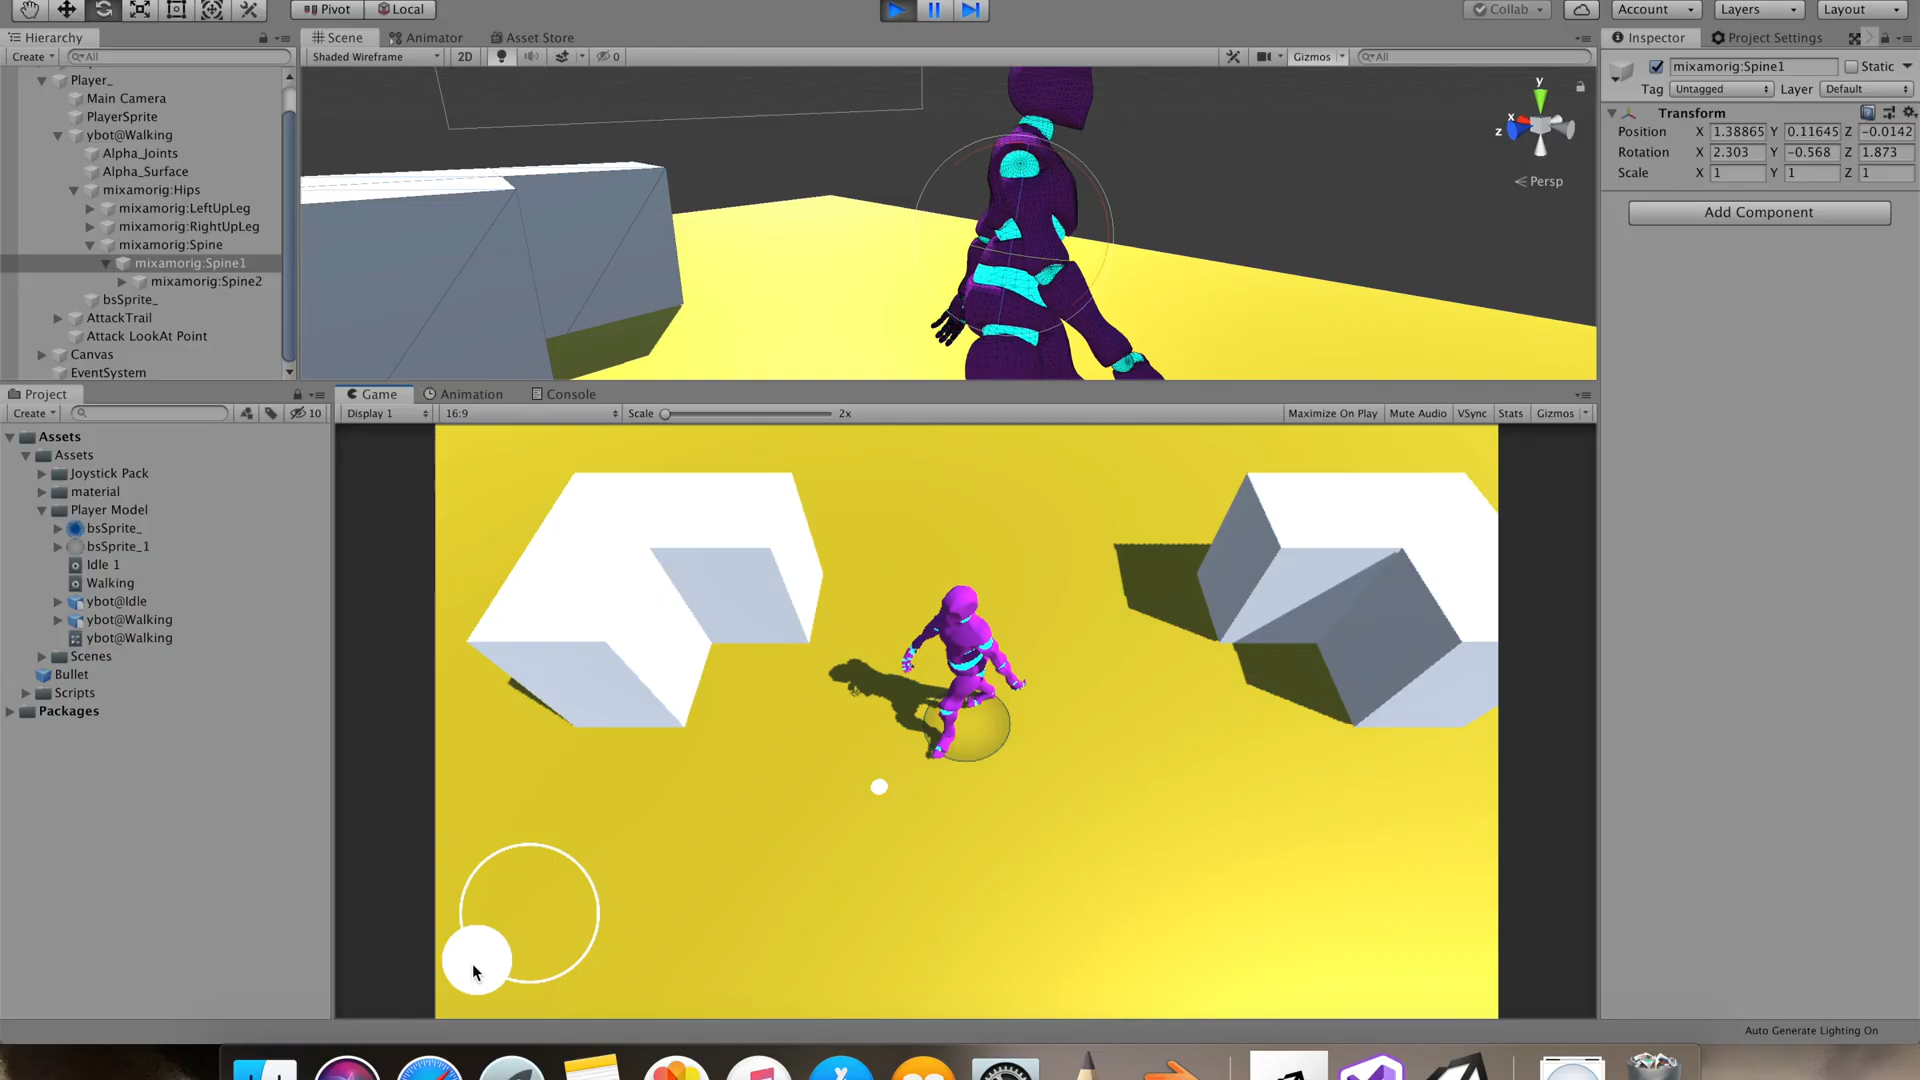 Pivot Local Collab Account Layers Layout
Hierarchy Scene Animator Asset Store Inspector Project Settings
Create All Shaded Wireframe 2D 0 Gizmos All mixamorig:Spine1 Static
Player_ Tag Untagged Layer Default
Main Camera y
PlayerSprite Transform
ybot@Walking x z Position X 1.38865 Y 0.11645 Z -0.0142
Alpha_Joints Rotation X 2.303 Y -0.568 Z 1.873
Alpha_Surface Scale X 1 Y 1 Z 1
mixamorig:Hips Persp
mixamorig:LeftUpLeg Add Component
mixamorig:RightUpLeg
mixamorig:Spine
mixamorig:Spine1
mixamorig:Spine2
bsSprite_
AttackTrail
Attack LookAt Point
Canvas
EventSystem
Project Game Animation Console
Create 10 Display 1 16:9 Scale 2x Maximize On Play Mute Audio VSync Stats Gizmos
Assets
Assets
Joystick Pack
material
Player Model
bsSprite_
bsSprite_1
Idle 1
Walking
ybot@Idle
ybot@Walking
ybot@Walking
Scenes
Bullet
Scripts
Packages
Auto Generate Lighting On